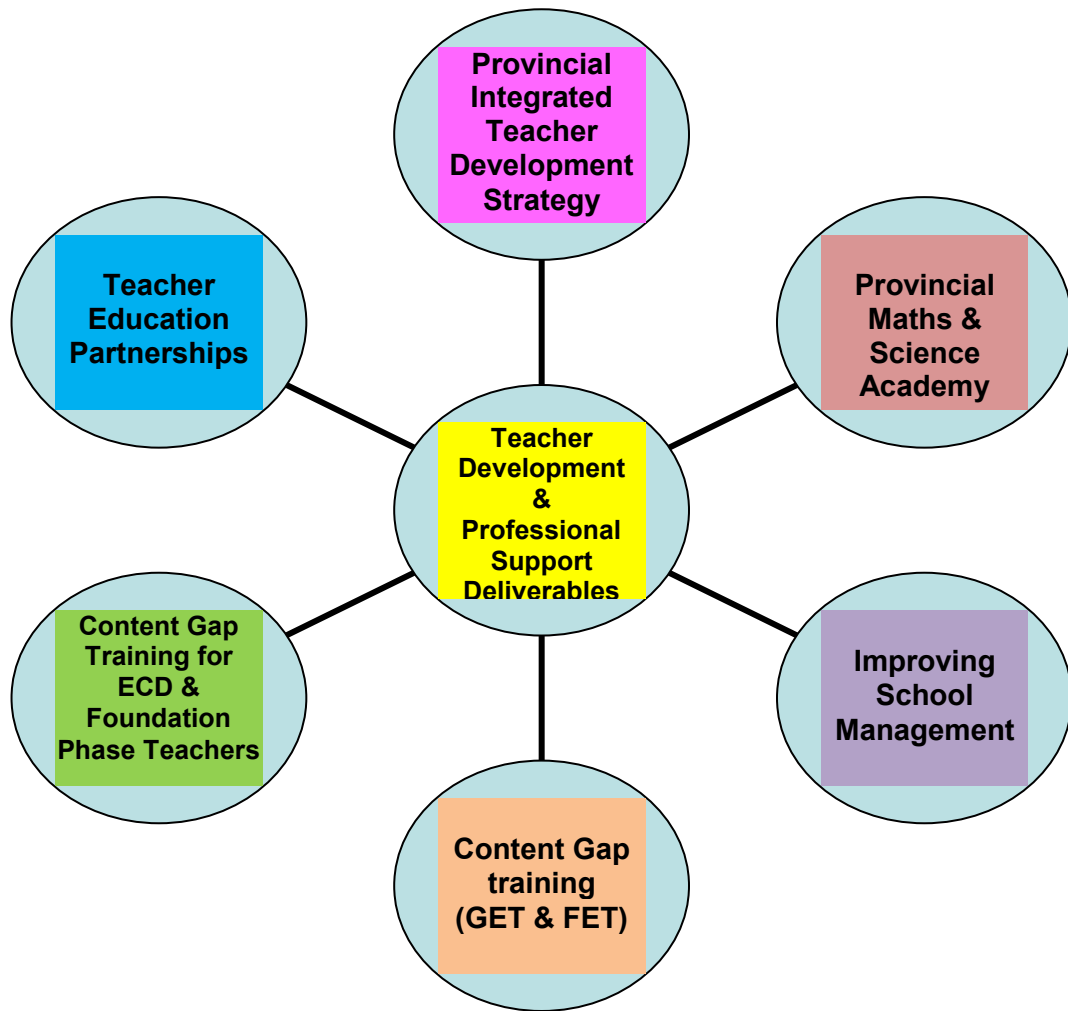 Provincial
Integrated
Teacher
Development
Strategy
Teacher
Education
Partnerships
Provincial
Maths &
Science
Academy
Teacher
Development
&
Professional
Support
Deliverables
Content Gap
Training for
ECD &
Foundation
Phase Teachers
Improving
School
Management
Content Gap
training
(GET & FET)